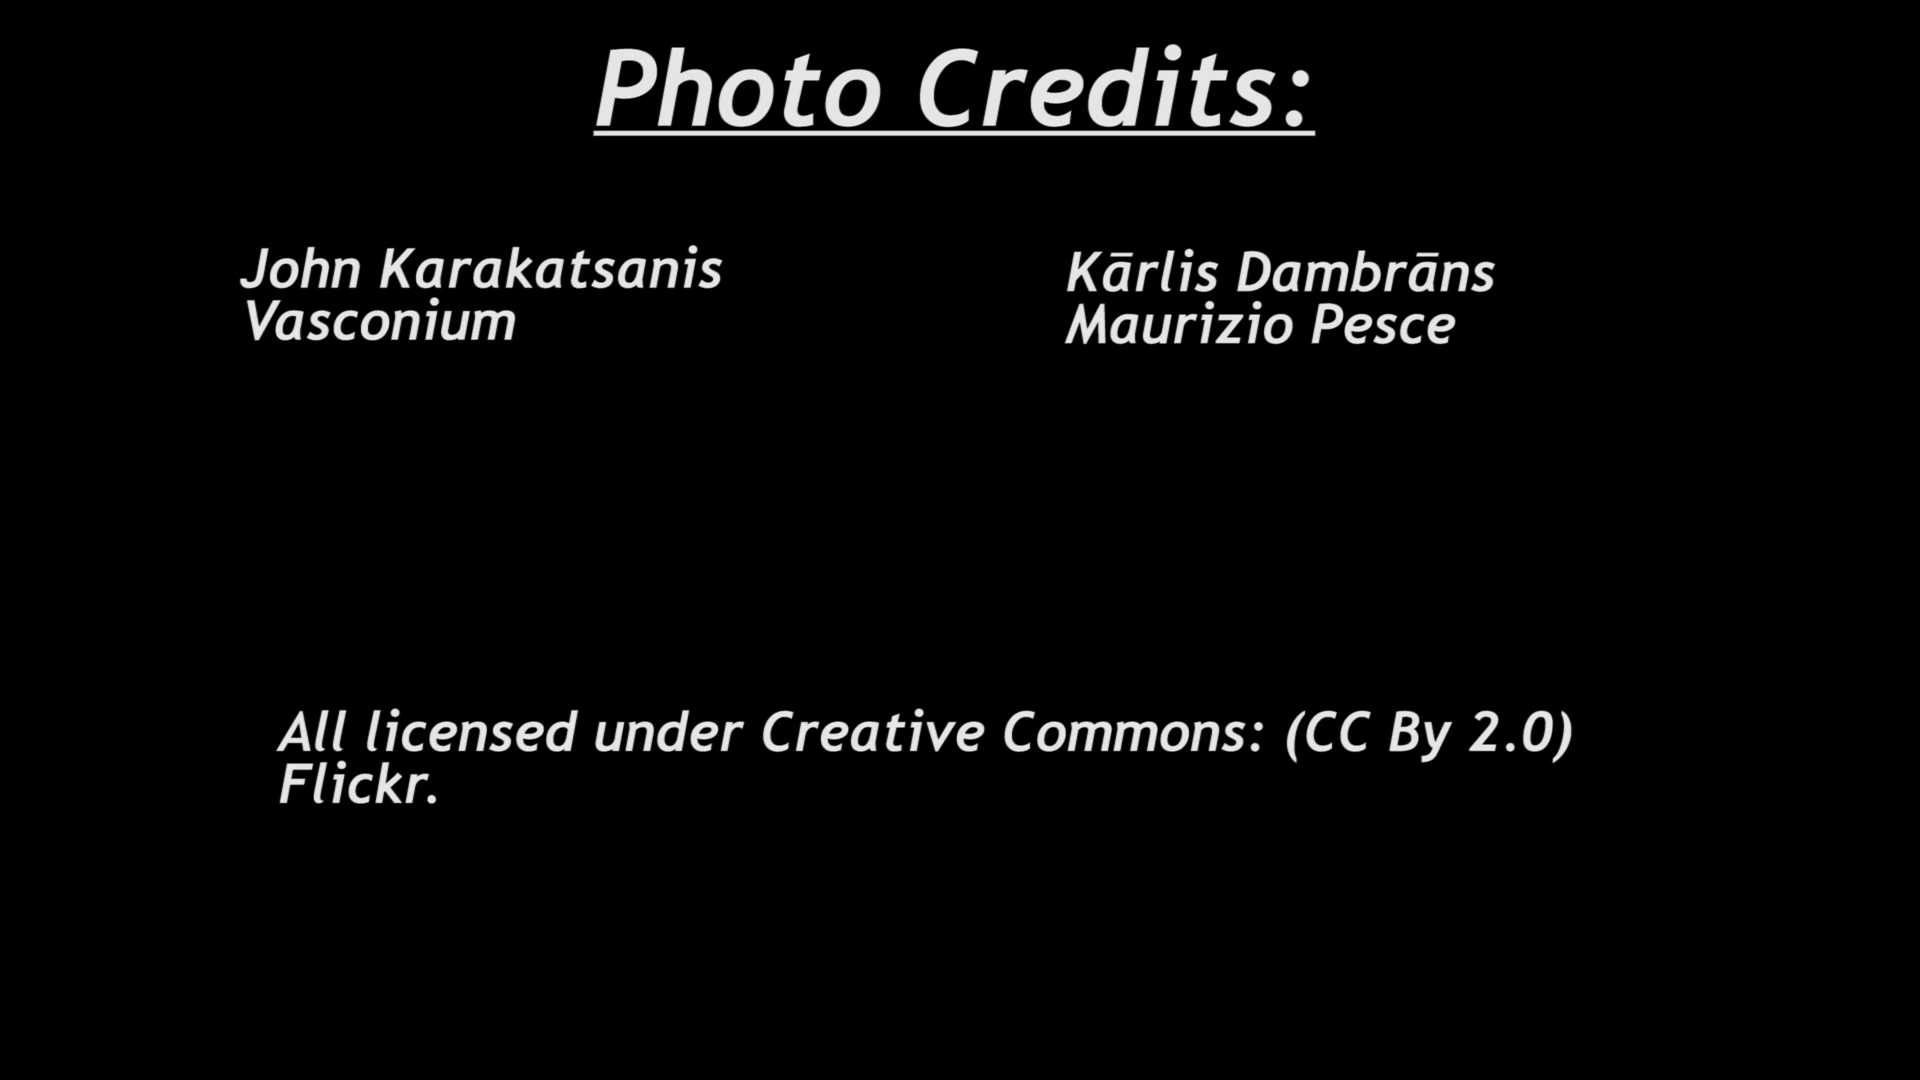 Photo Credits:
John Karakatsanis
Vasconium
Kārlis Dambrāns
Maurizio Pesce
All licensed under Creative Commons: (CC By 2.0)
Flickr.